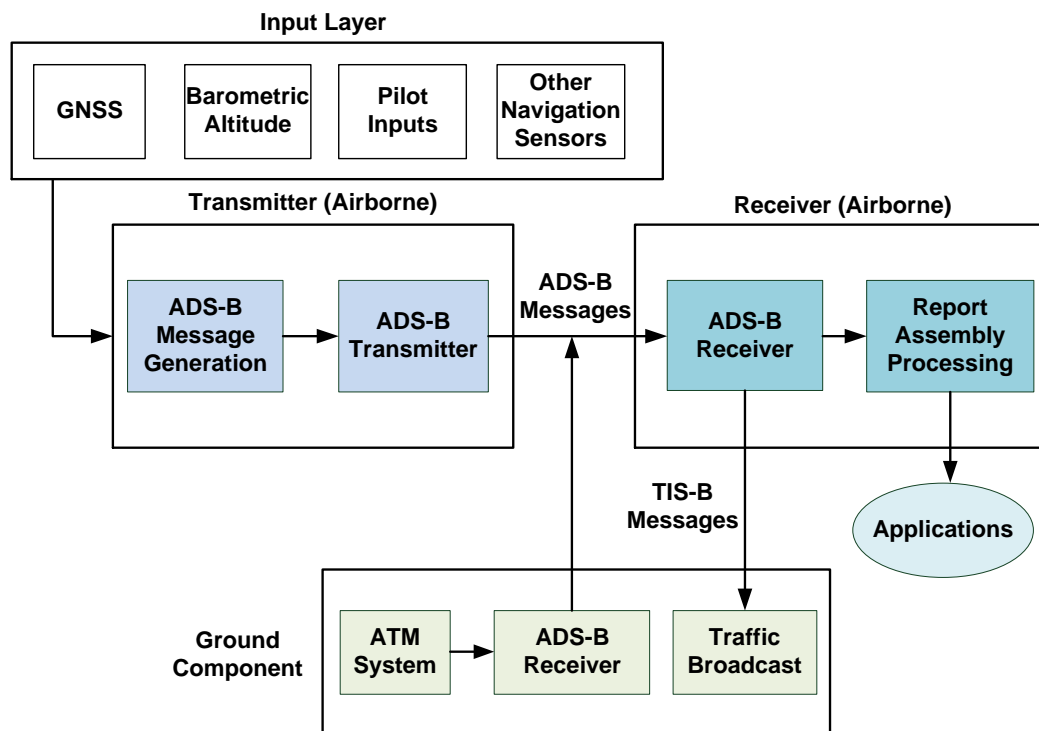 Input Layer
GNSS
Barometric
Altitude
Pilot
Inputs
Other
Navigation
Sensors
Transmitter (Airborne)
Receiver (Airborne)
ADS-B
Message
Generation
ADS-B
Transmitter
ADS-B
Messages
ADS-B
Receiver
Report
Assembly
Processing
TIS-B
Messages
Applications
Ground
Component
ATM
System
ADS-B
Receiver
Traffic
Broadcast